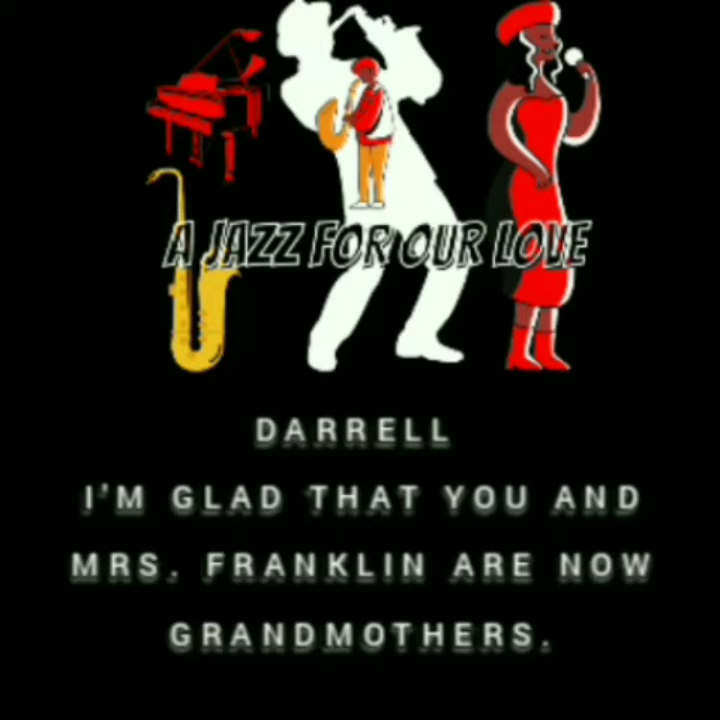 A JAZZ FOR OUR LOVE
DARRELL
I'M GLAD THAT YOU AND
MRS. FRANKLIN ARE NOW
GRANDMOTHERS.